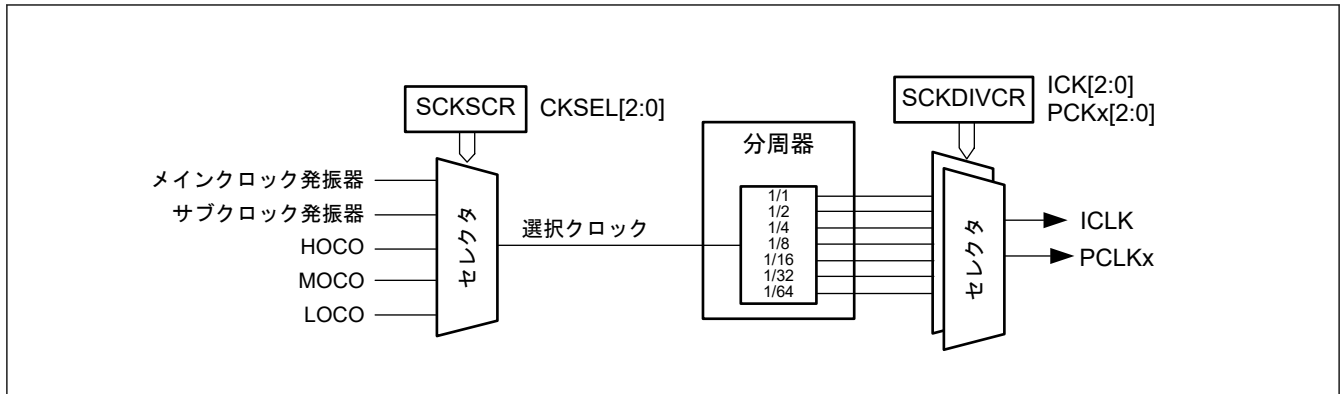 SCKSCR CKSEL[2:0]
SCKDIVCR ICK[2:0]
PCKx[2:0]
メインクロック発振器
サブクロック発振器
HOCO
MOCO
LOCO
セレクタ
選択クロック
分周器
1/1
1/2
1/4
1/8
1/16
1/32
1/64
セレクタ
ICLK
PCLKx